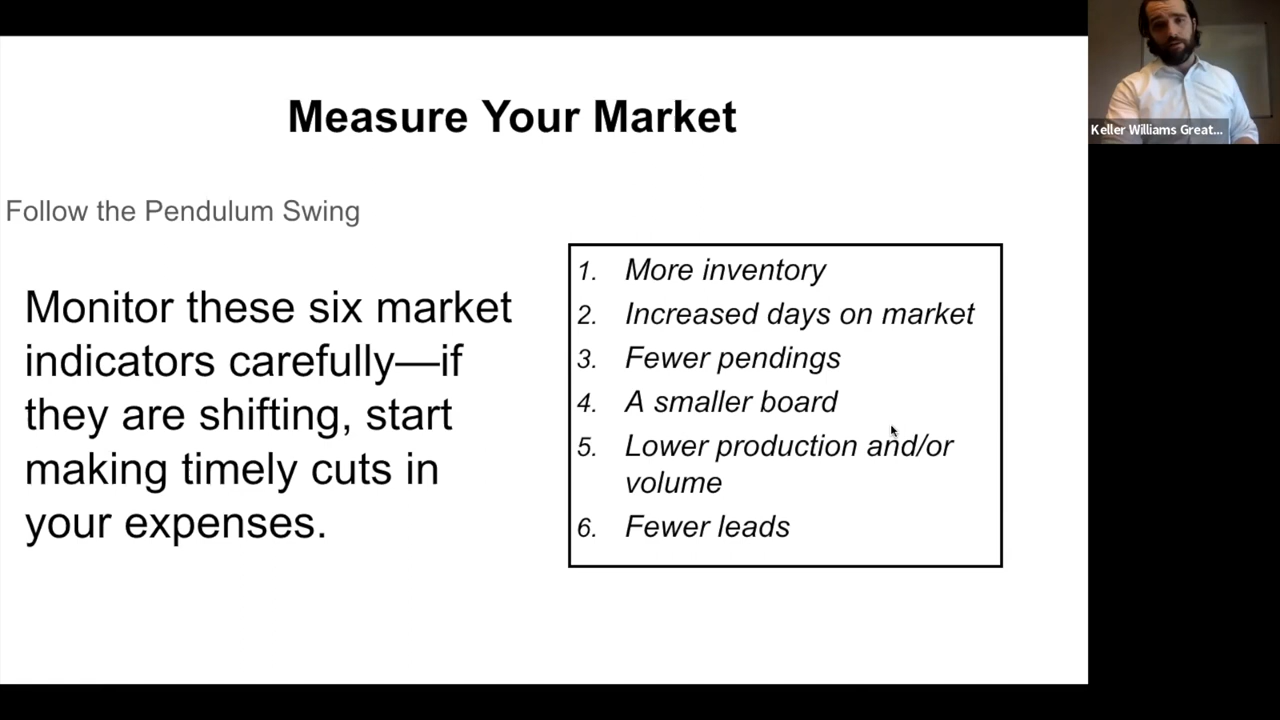 Measure Your Market
Keller Williams Great...
Follow the Pendulum Swing
Monitor these six market
indicators carefully—if
they are shifting, start
making timely cuts in
your expenses.
1. More inventory
2. Increased days on market
3. Fewer pendings
4. A smaller board
5. Lower production and/or
volume
6. Fewer leads